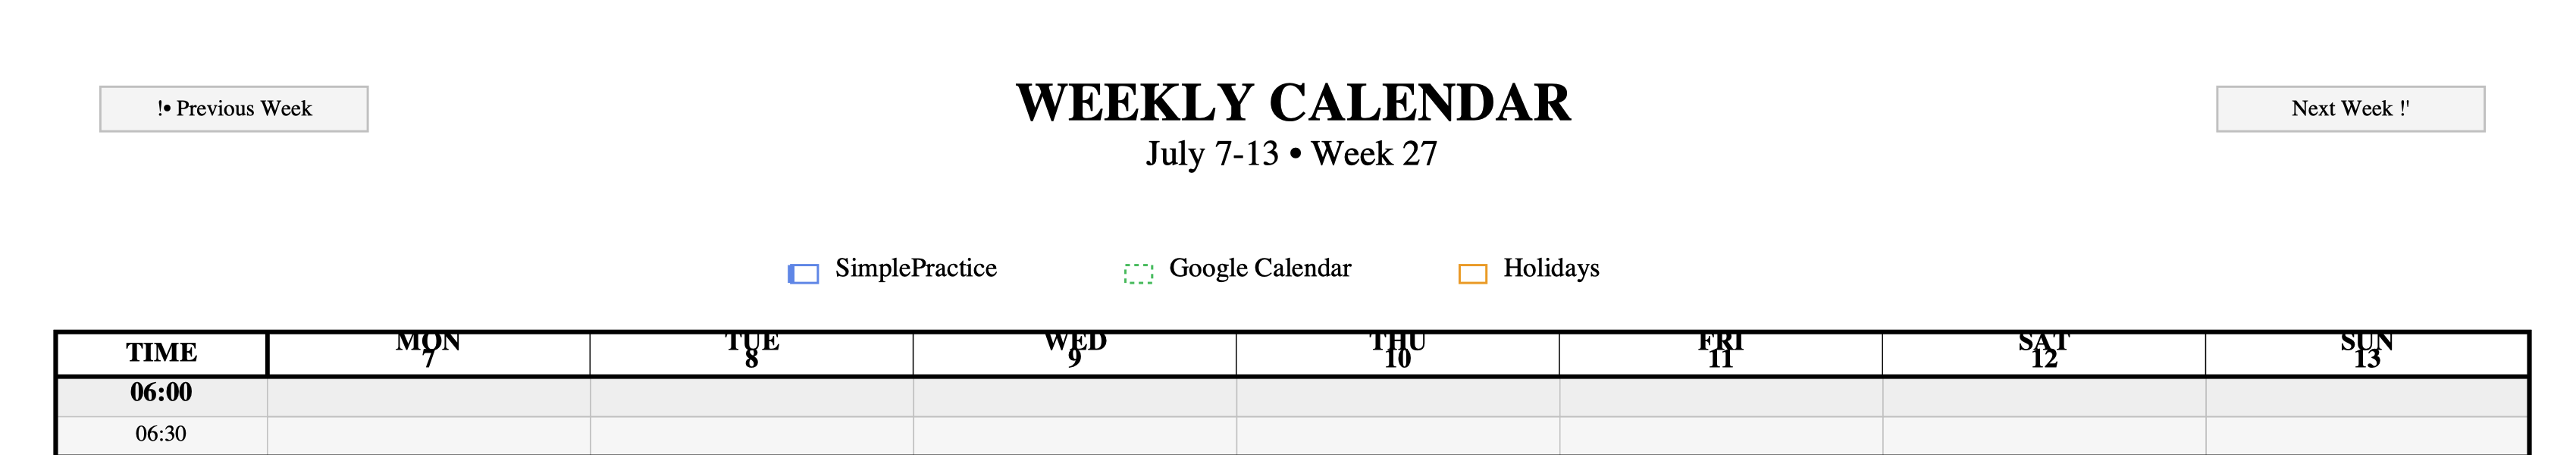 !• Previous Week
WEEKLY CALENDAR
Next Week !'
July 7-13 • Week 27
SimplePractice
Google Calendar
Holidays
TIME
MON
7
TUE
8
WED
9
THU
10
FRI
11
SAT
12
SUN
13
06:00
06:30